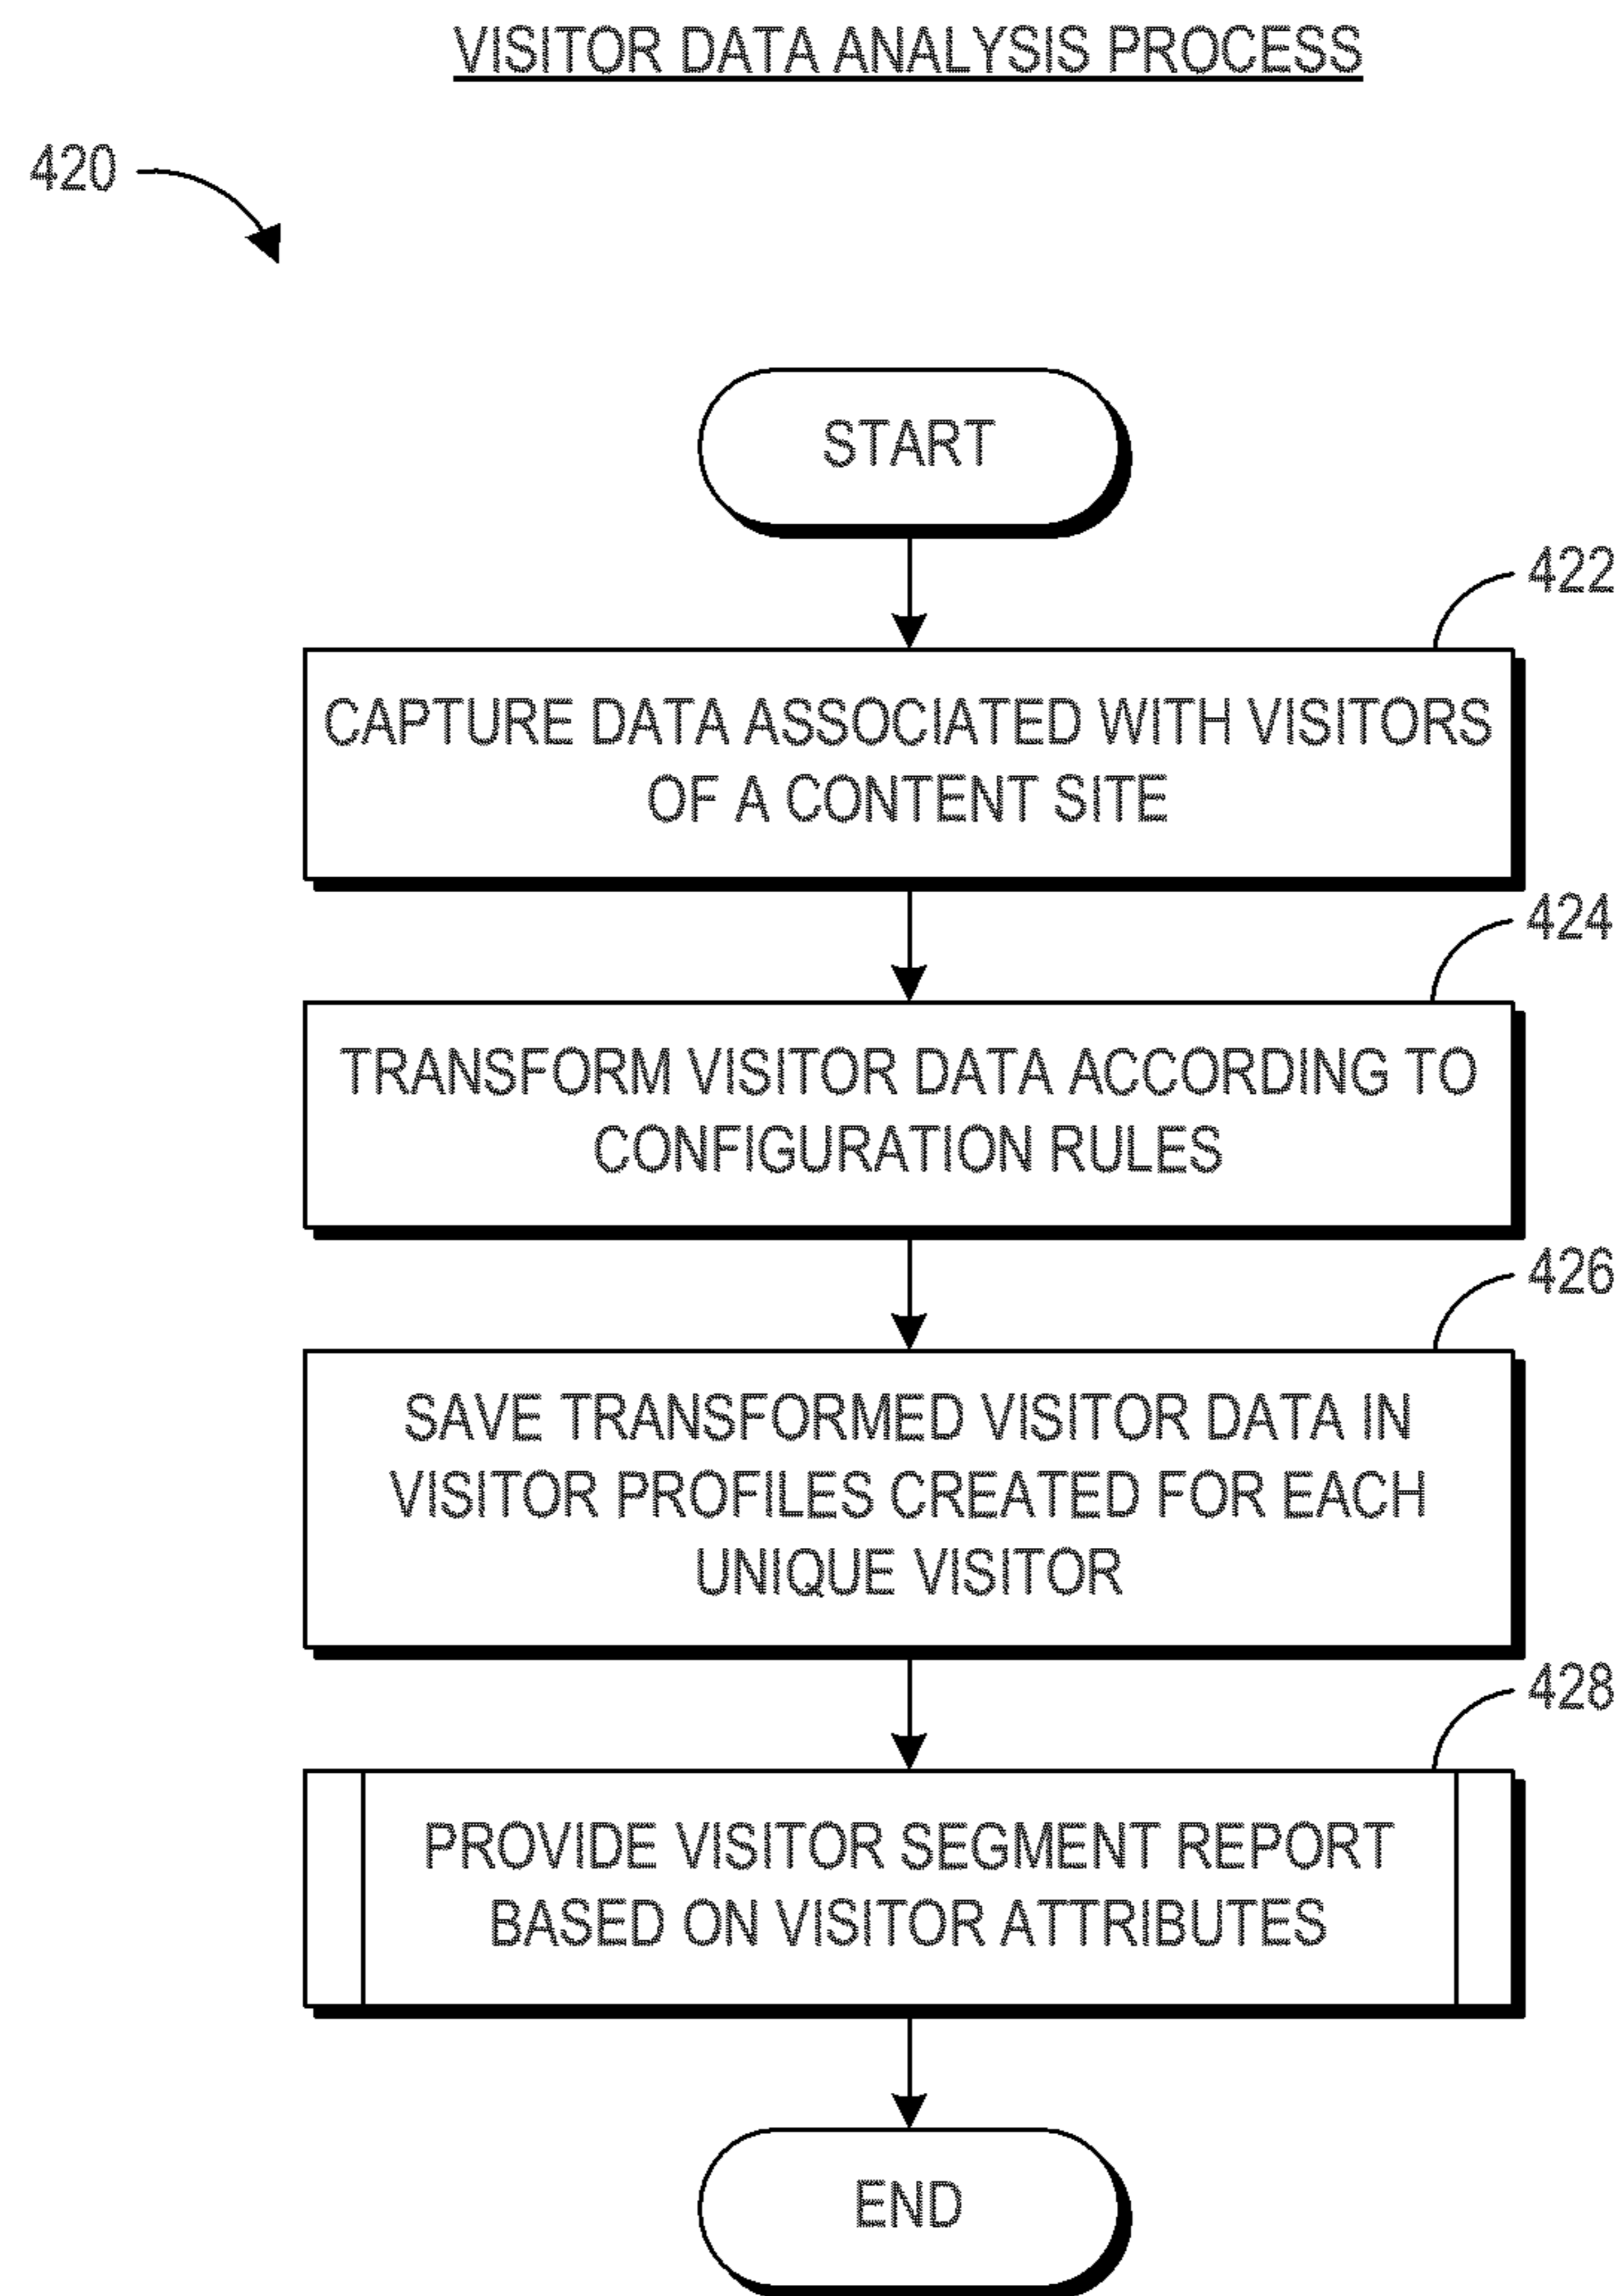 VISITOR DATA ANALYSIS PROCESS
420
START
422
CAPTURE DATA ASSOCIATED WITH VISITORS
OF A CONTENT SITE
424
TRANSFORM VISITOR DATA ACCORDING TO
CONFIGURATION RULES
426
SAVE TRANSFORMED VISITOR DATA IN
VISITOR PROFILES CREATED FOR EACH
UNIQUE VISITOR
428
PROVIDE VISITOR SEGMENT REPORT
BASED ON VISITOR ATTRIBUTES
END